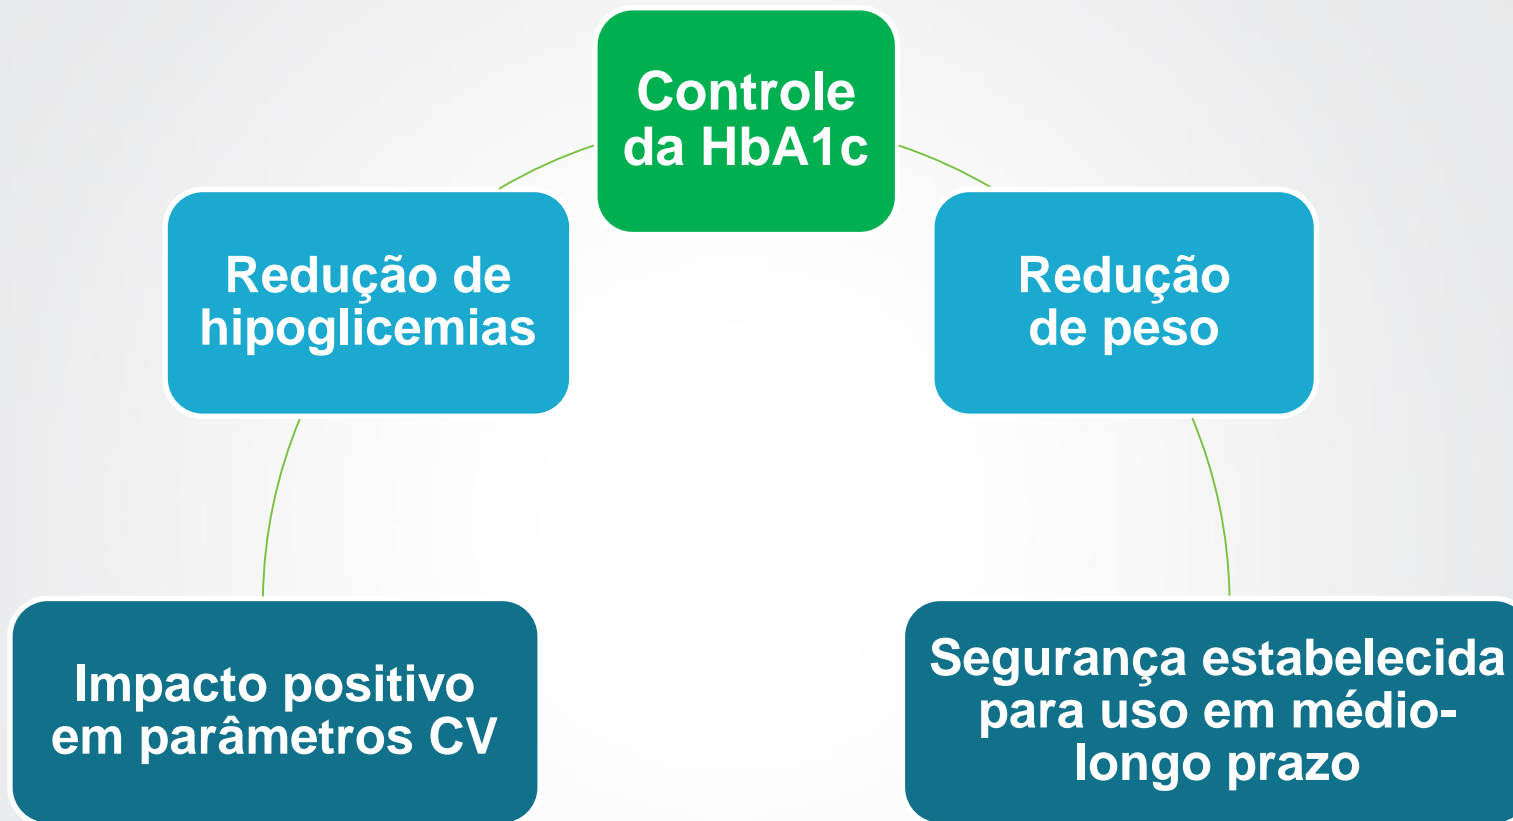 Controle
da HbA1c
Redução de
hipoglicemias
Redução
de peso
Impacto positivo
em parâmetros CV
Segurança estabelecida
para uso em médio-
longo prazo